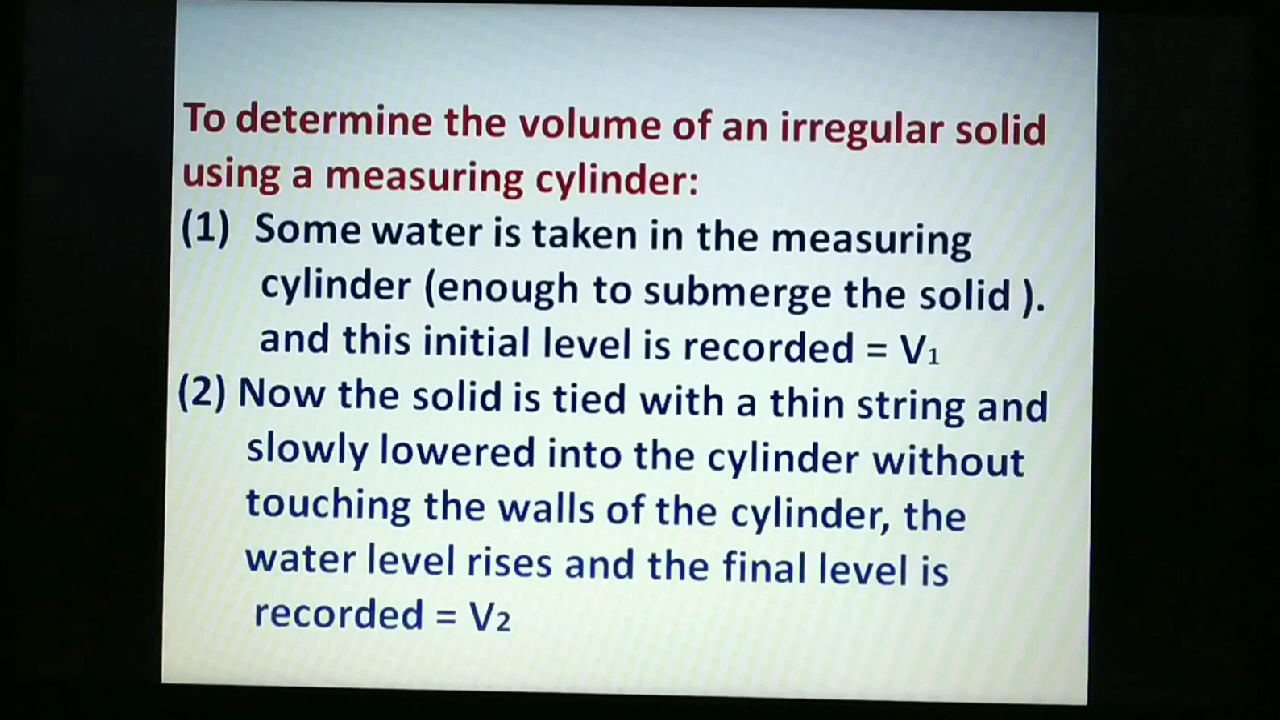 To determine the volume of an irregular solid
using a measuring cylinder:
(1) Some water is taken in the measuring
cylinder (enough to submerge the solid ).
and this initial level is recorded = V₁
(2) Now the solid is tied with a thin string and
slowly lowered into the cylinder without
touching the walls of the cylinder, the
water level rises and the final level is
recorded = V₂